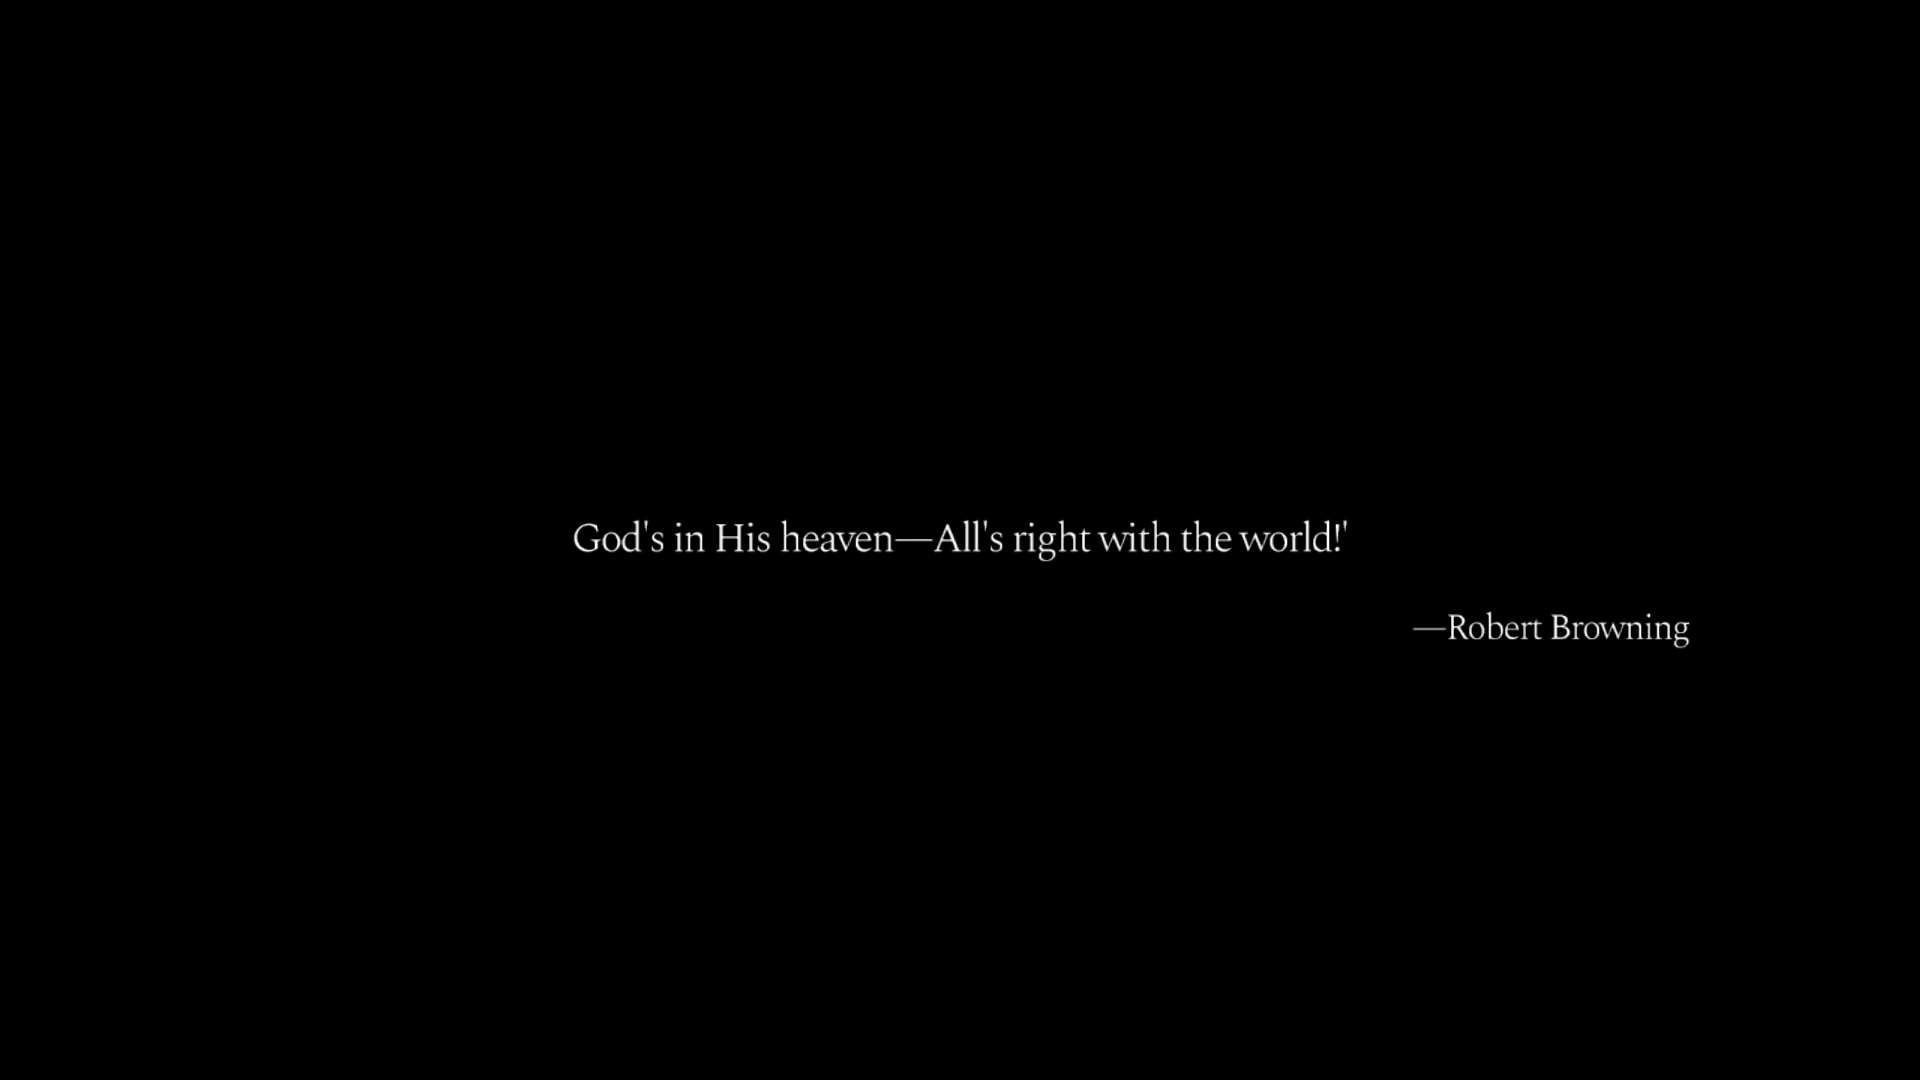 God's in His heaven—All's right with the world!'
—Robert Browning